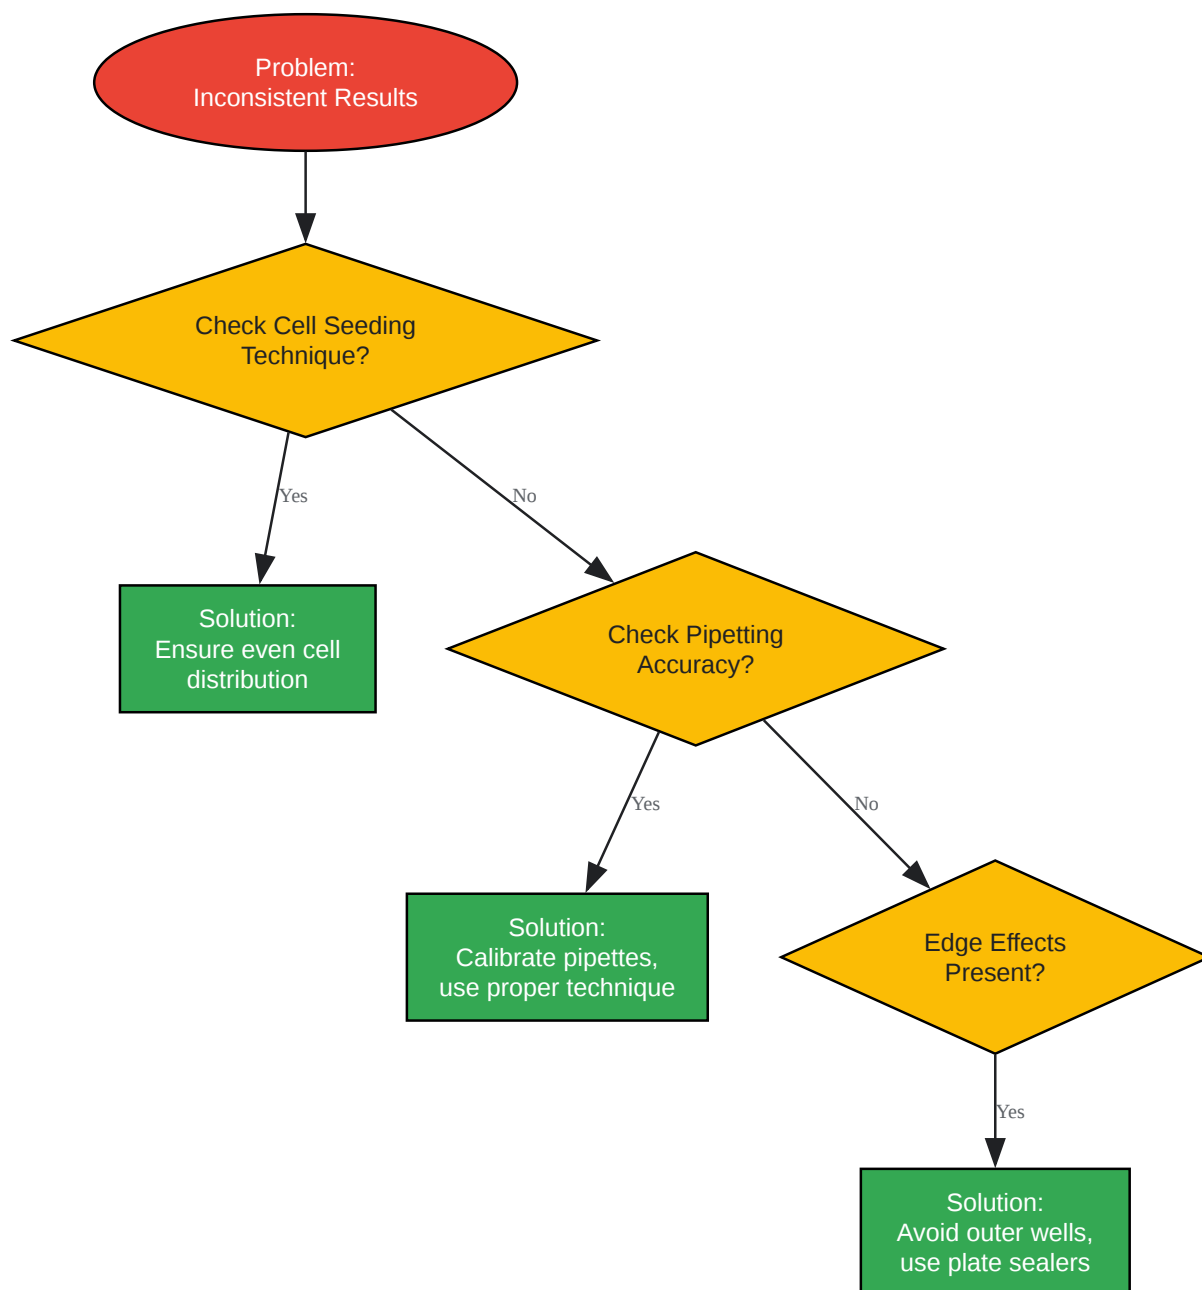 Problem:
Inconsistent Results
Check Cell Seeding
Technique?
Yes
No
Solution:
Ensure even cell
distribution
Check Pipetting
Accuracy?
Yes
No
Solution:
Calibrate pipettes,
use proper technique
Edge Effects
Present?
Yes
Solution:
Avoid outer wells,
use plate sealers